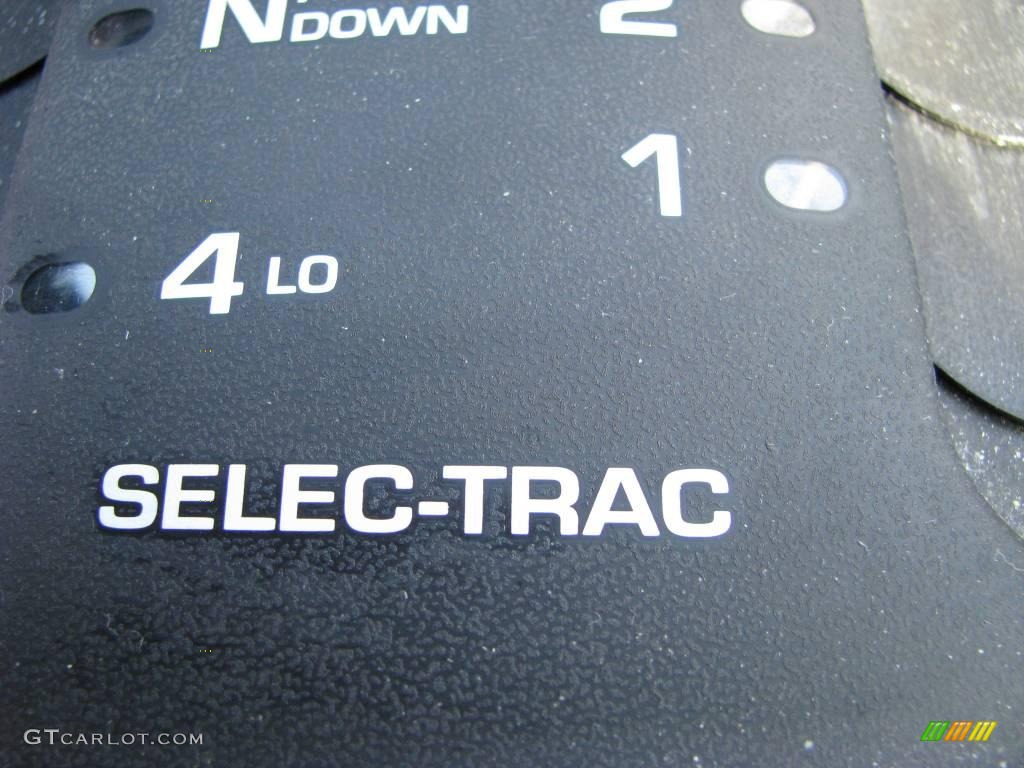 N DOWN 2
1
4 LO
SELEC-TRAC
GTCARLOT.COM